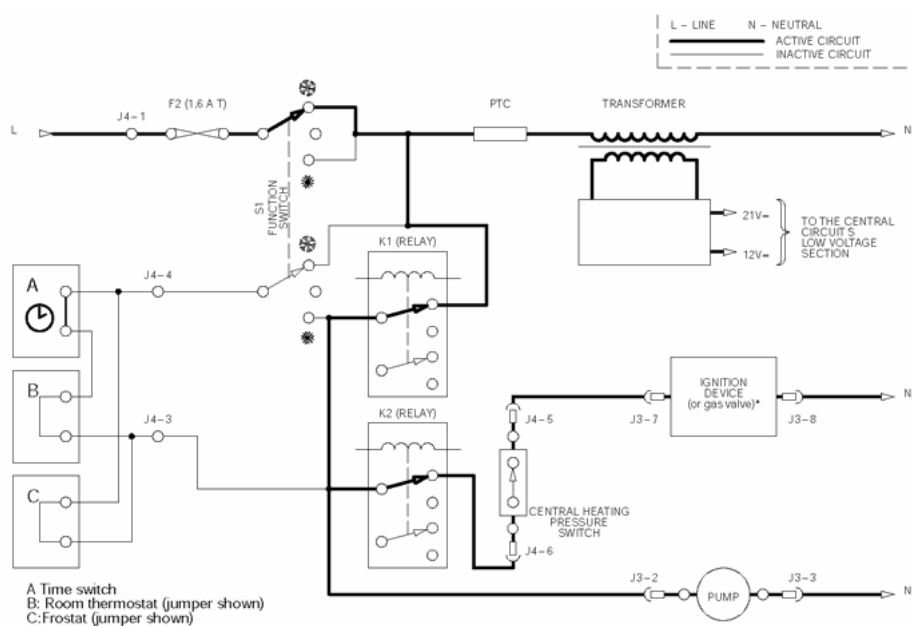 L – LINE N – NEUTRAL
ACTIVE CIRCUIT
INACTIVE CIRCUIT
F2 (1,6 A T)
J4-1
PTC
TRANSFORMER
L
N
S1
FUNCTION
SWITCH
21V=
12V=
TO THE CENTRAL
CIRCUIT S
LOW VOLTAGE
SECTION
K1 (RELAY)
A
J4-4
B
J4-3
K2 (RELAY)
J4-5
J3-7
IGNITION
DEVICE
(or gas valve)*
J3-8
N
C
CENTRAL HEATING
PRESSURE
SWITCH
J4-6
J3-2
PUMP
J3-3
N
A Time switch
B: Room thermostat (jumper shown)
C:Frostat (jumper shown)